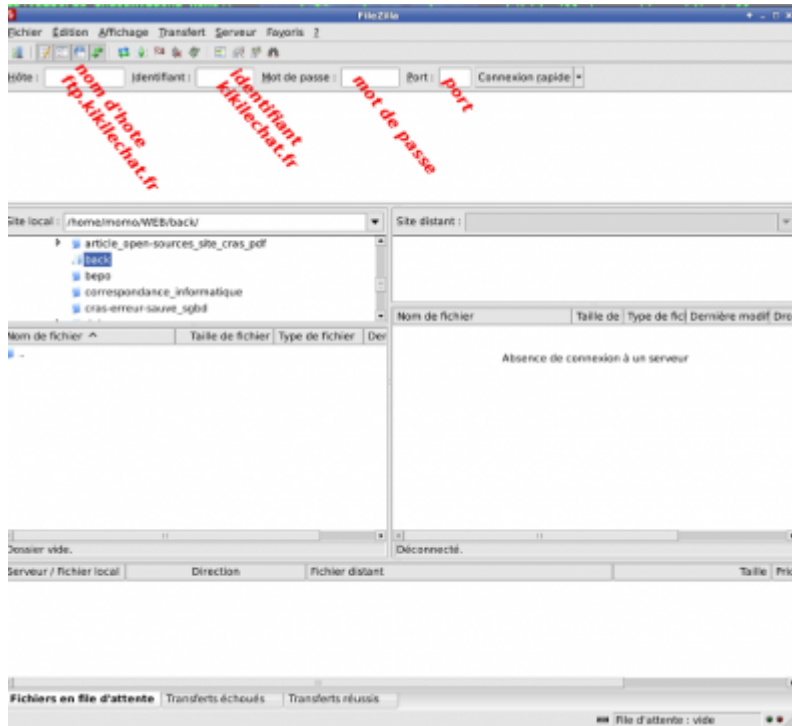 FileZilla
Fichier Édition Affichage Transfert Serveur Favoris ?
Hôte : Identifiant : Mot de passe : Port : Connexion rapide
nom d'hote
ftp.kikilechat.fr
identifiant
kikilechat.fr
mot de passe
port
Site local : /home/momo/WEB/back/
Site distant :
article_open-sources_site_cras_pdf
back
bepo
correspondance_informatique
cras-erreur-sauve_sgbd
Nom de fichier Taille de fichier Type de fichier Der
..
Nom de fichier Taille de Type de fic Dernière modif Dro
Absence de connexion à un serveur
Dossier vide.
Déconnecté.
Serveur / Fichier local Direction Fichier distant Taille Prio
Fichiers en file d'attente Transferts échoués Transferts réussis
File d'attente : vide